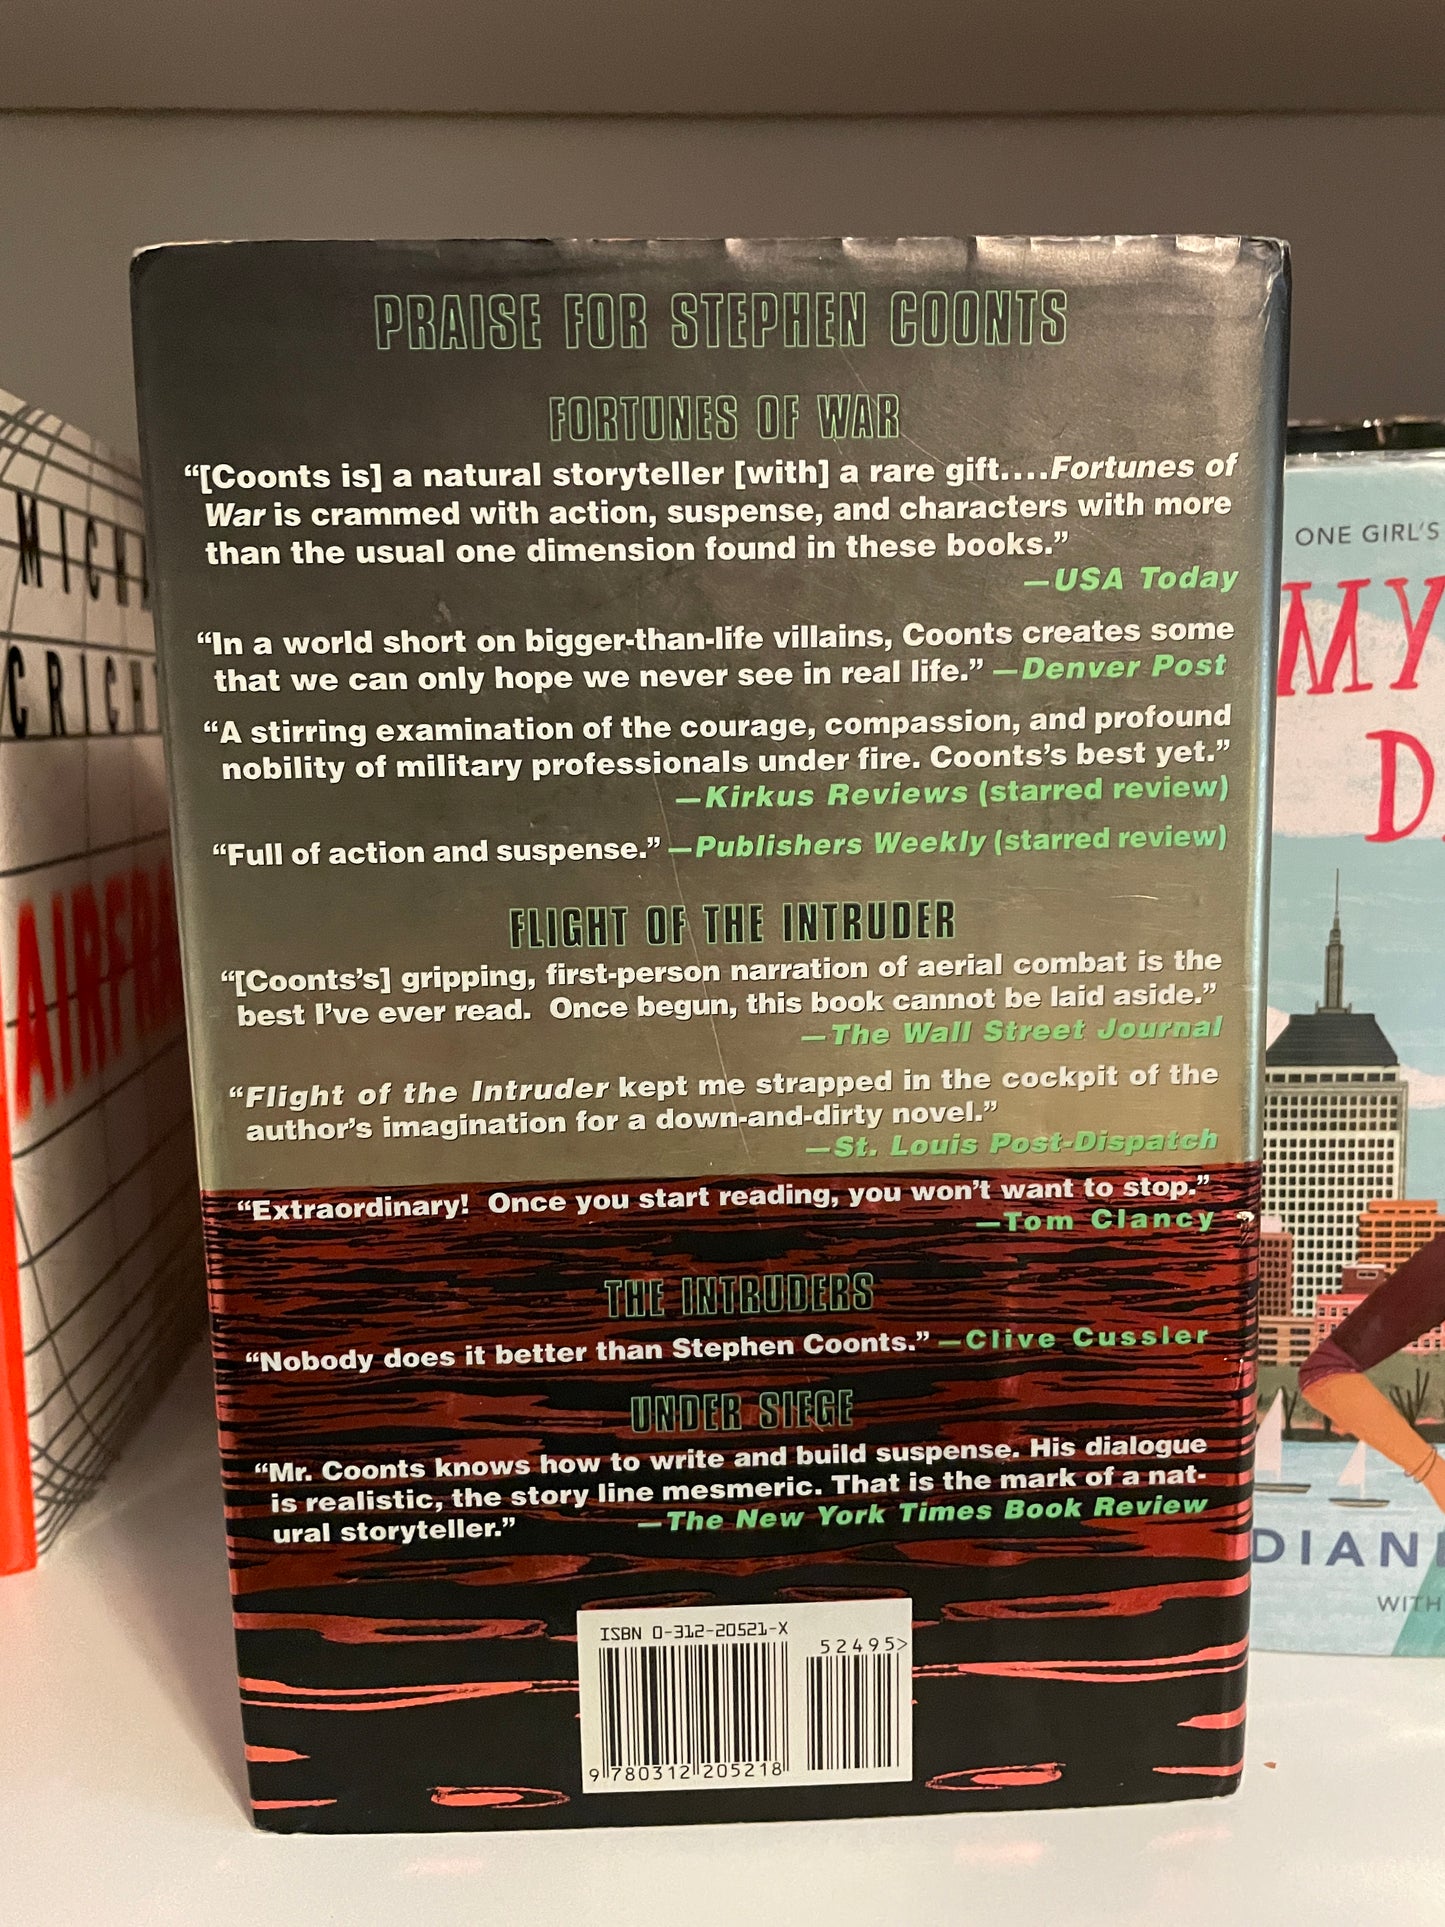 PRAISE FOR STEPHEN COONTS
FORTUNES OF WAR
“[Coonts is] a natural storyteller [with] a rare gift....Fortunes of
War is crammed with action, suspense, and characters with more
than the usual one dimension found in these books.”
—USA Today
“In a world short on bigger-than-life villains, Coonts creates some
that we can only hope we never see in real life.” —Denver Post
“A stirring examination of the courage, compassion, and profound
nobility of military professionals under fire. Coonts’s best yet.”
—Kirkus Reviews (starred review)
“Full of action and suspense.” —Publishers Weekly (starred review)
FLIGHT OF THE INTRUDER
“[Coonts’s] gripping, first-person narration of aerial combat is the
best I’ve ever read. Once begun, this book cannot be laid aside.”
—The Wall Street Journal
“Flight of the Intruder kept me strapped in the cockpit of the
author’s imagination for a down-and-dirty novel.”
—St. Louis Post-Dispatch
“Extraordinary! Once you start reading, you won’t want to stop.”
—Tom Clancy
THE INTRUDERS
“Nobody does it better than Stephen Coonts.” —Clive Cussler
UNDER SIEGE
“Mr. Coonts knows how to write and build suspense. His dialogue
is realistic, the story line mesmeric. That is the mark of a nat-
ural storyteller.” —The New York Times Book Review
ISBN 0-312-20521-X
52495>
9 780312 205218
MICH
CRICH
AIRFRA
ONE GIRL’S
MY
D
DIAN
WITH